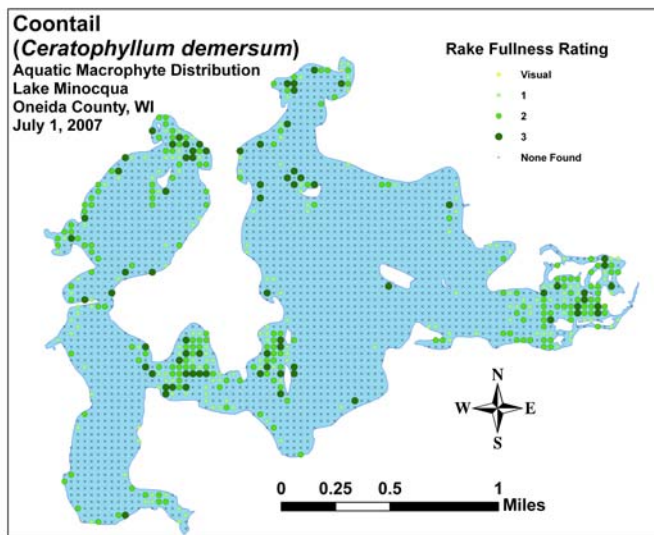 Coontail
(Ceratophyllum demersum)
Aquatic Macrophyte Distribution
Lake Minocqua
Oneida County, WI
July 1, 2007
Rake Fullness Rating
Visual
1
2
3
None Found
N
W E
S
0 0.25 0.5 1
Miles